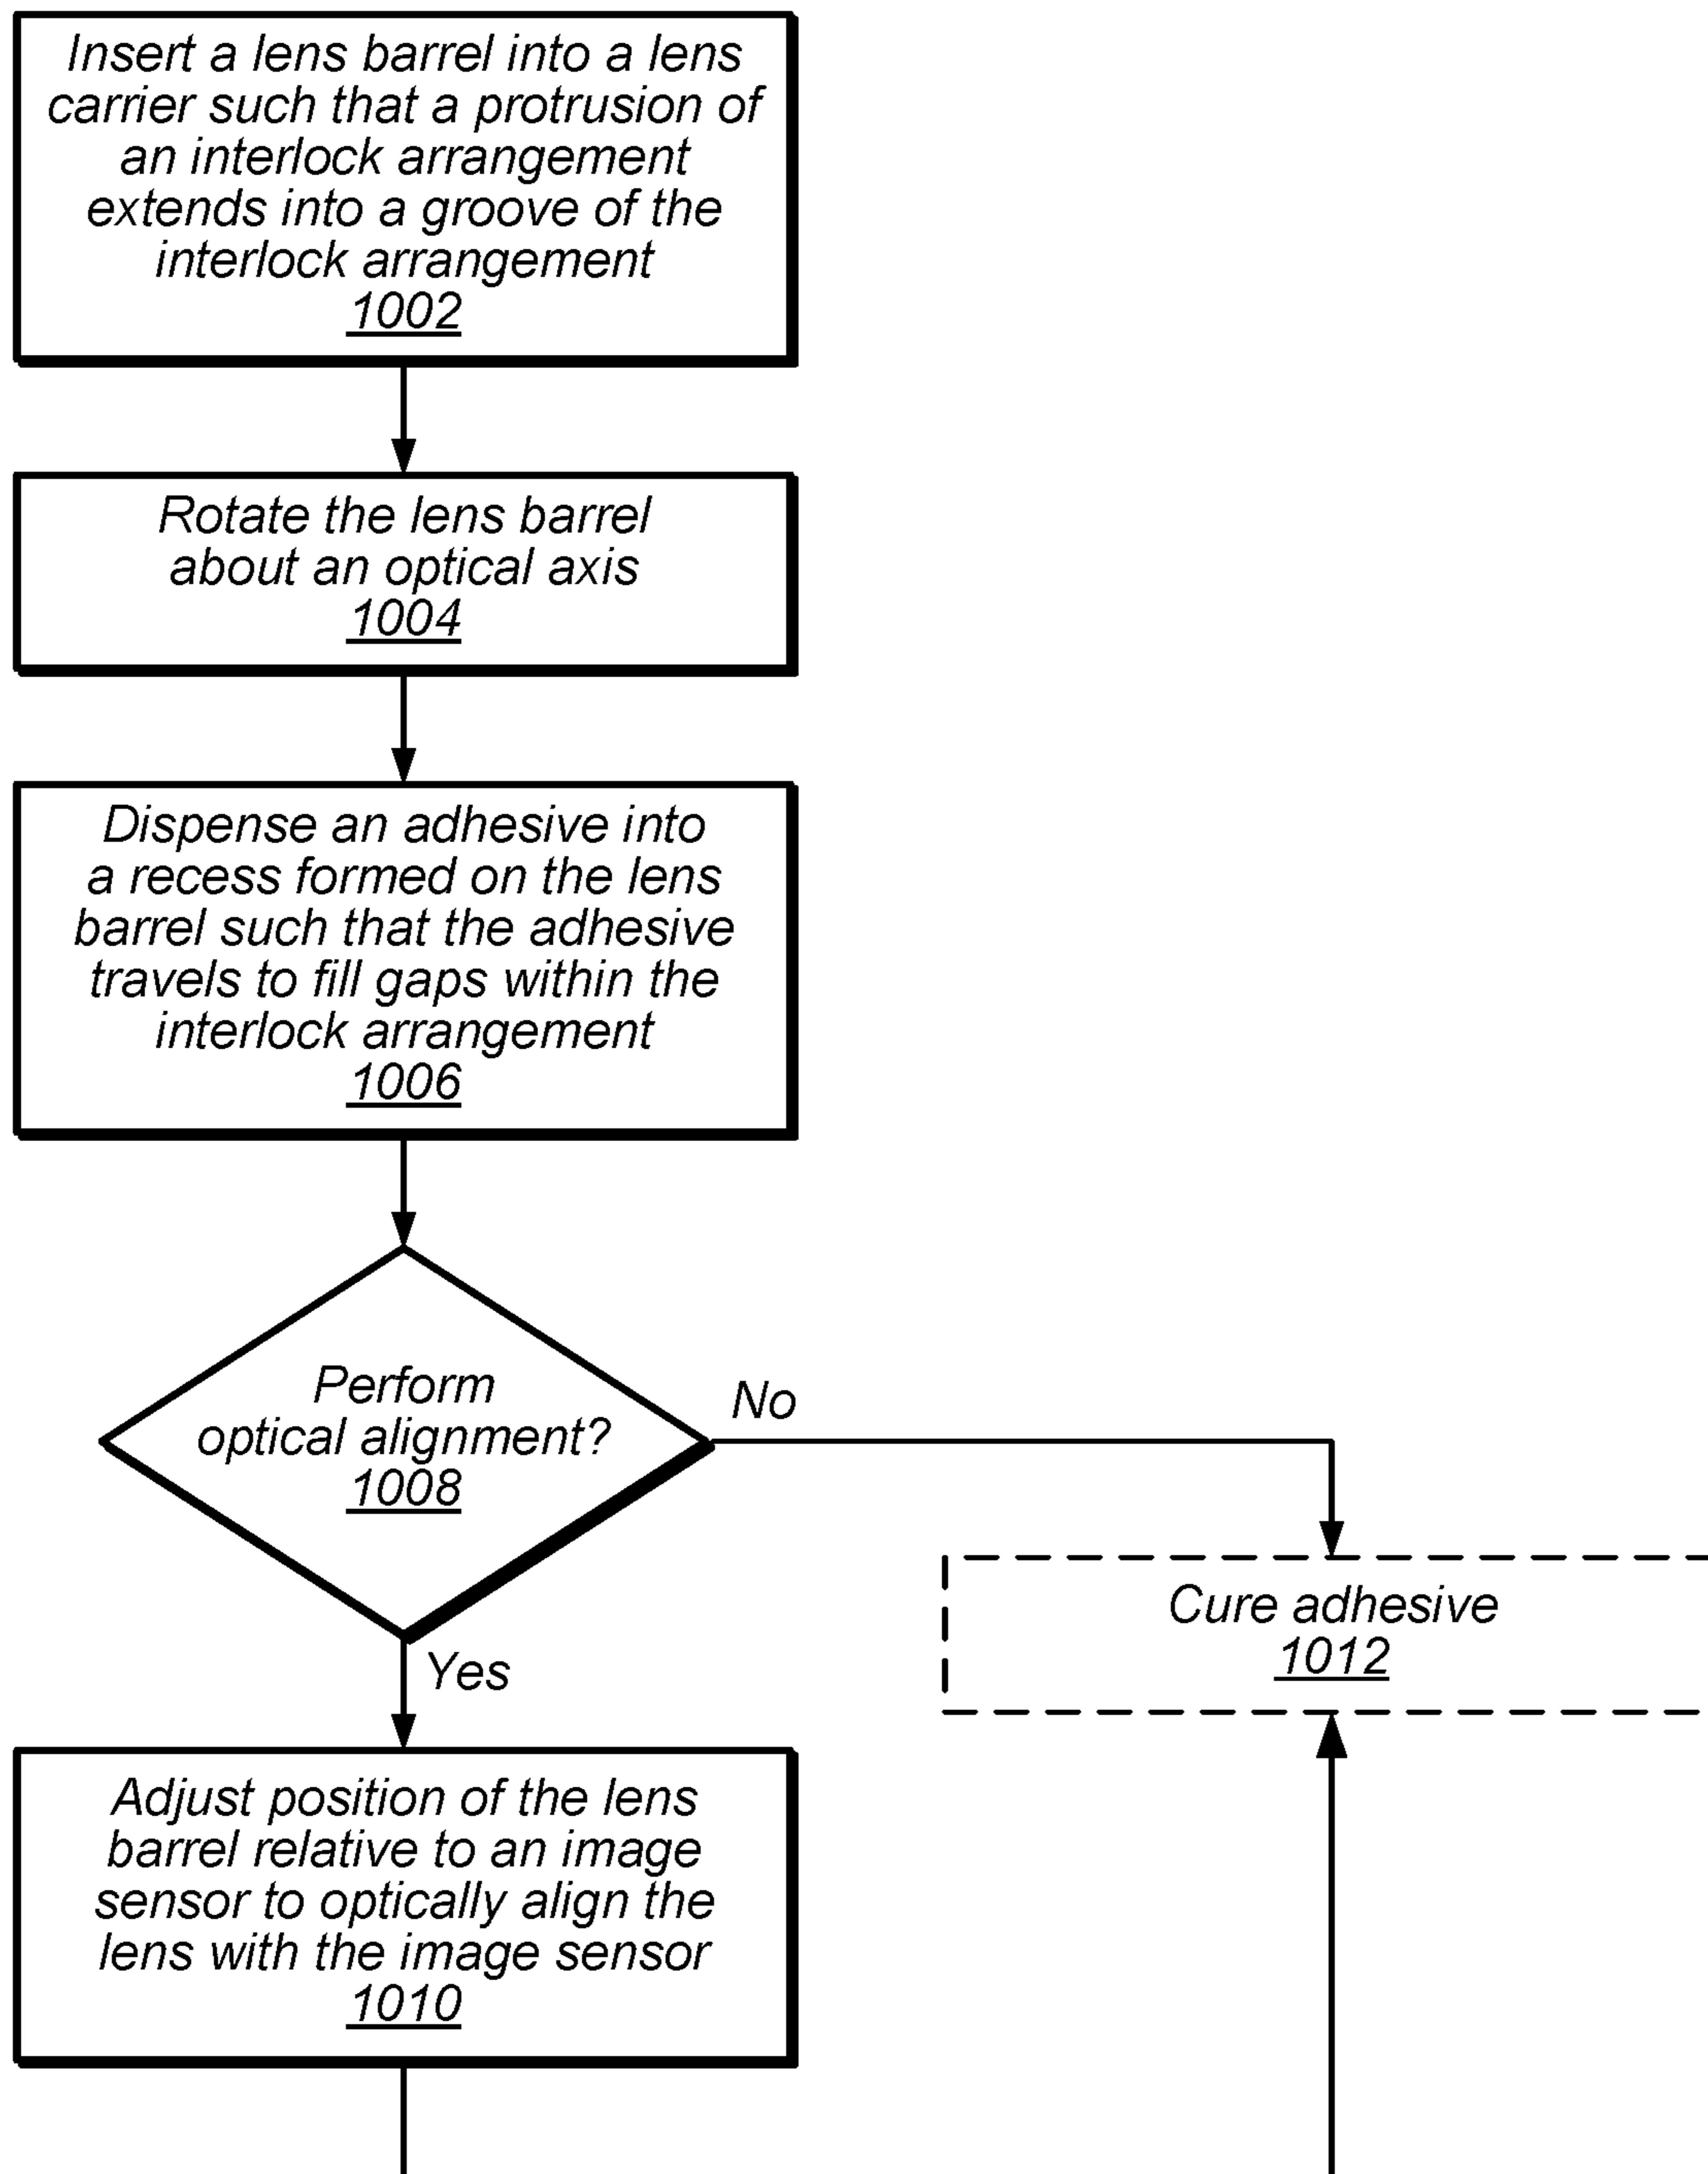 Insert a lens barrel into a lens
carrier such that a protrusion of
an interlock arrangement
extends into a groove of the
interlock arrangement
1002
Rotate the lens barrel
about an optical axis
1004
Dispense an adhesive into
a recess formed on the lens
barrel such that the adhesive
travels to fill gaps within the
interlock arrangement
1006
Perform
optical alignment?
1008
No
Yes
Cure adhesive
1012
Adjust position of the lens
barrel relative to an image
sensor to optically align the
lens with the image sensor
1010